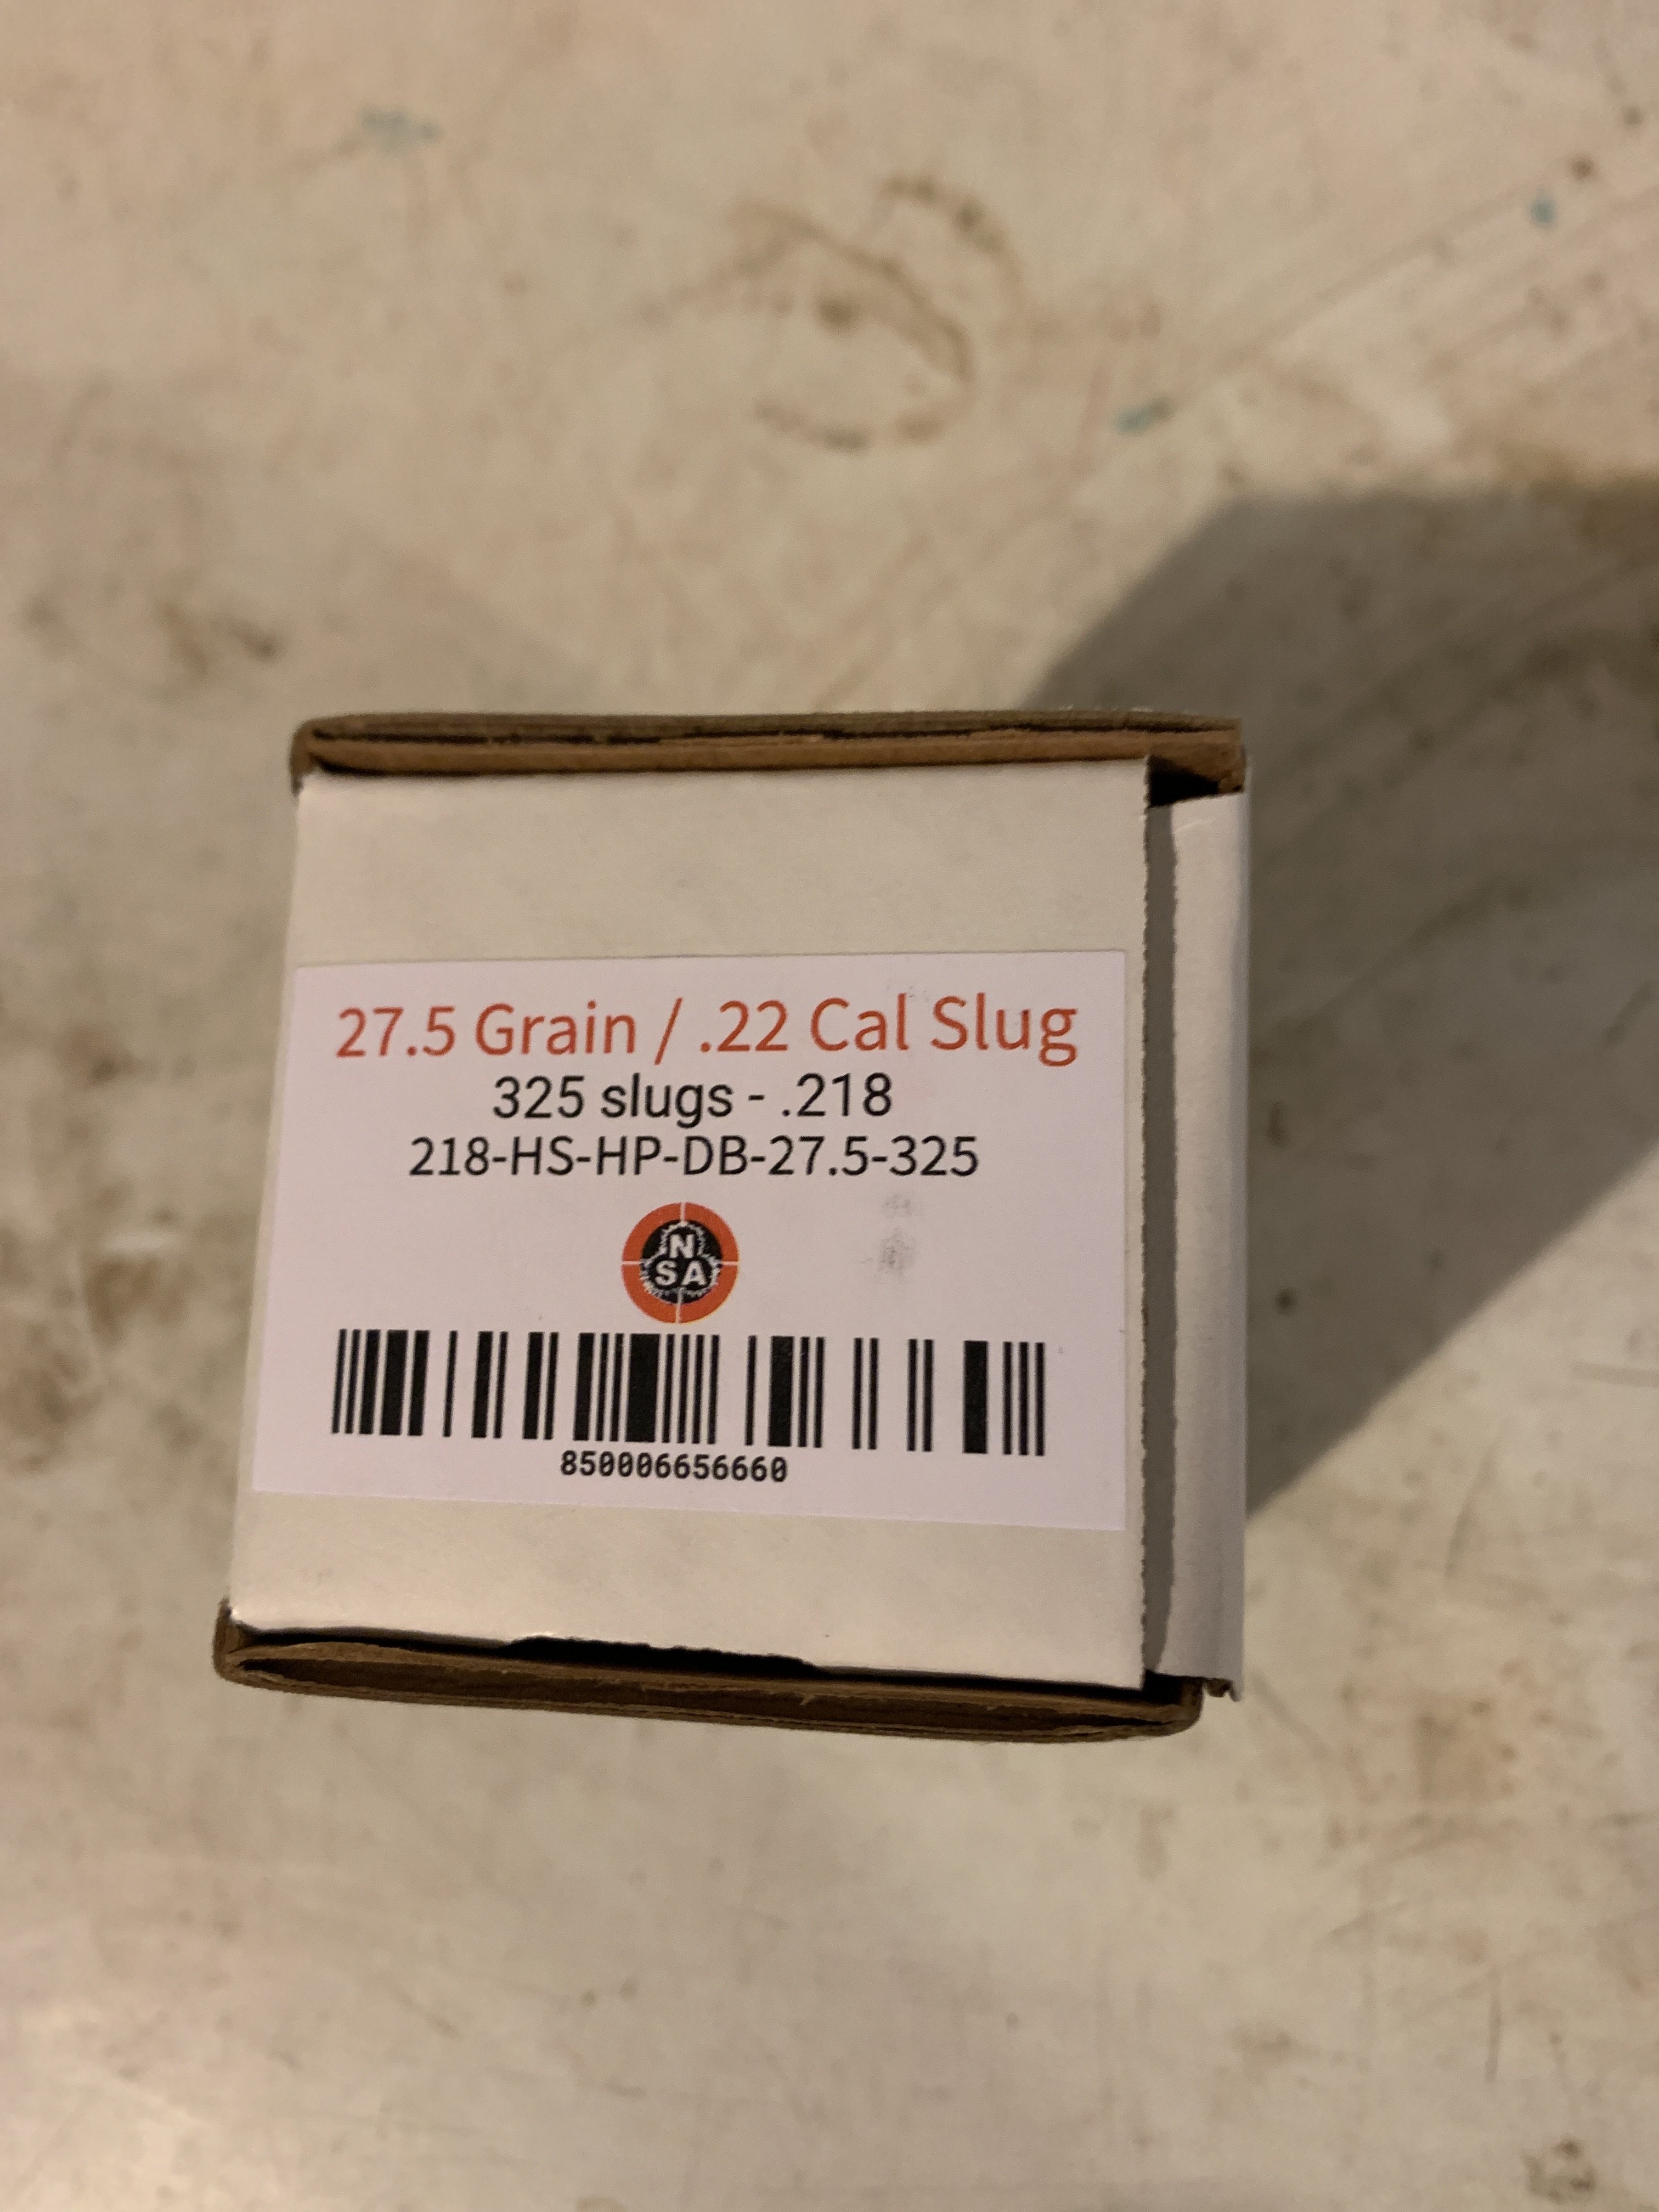 27.5 Grain / .22 Cal Slug
325 slugs - .218
218-HS-HP-DB-27.5-325
N
SA
850006656660